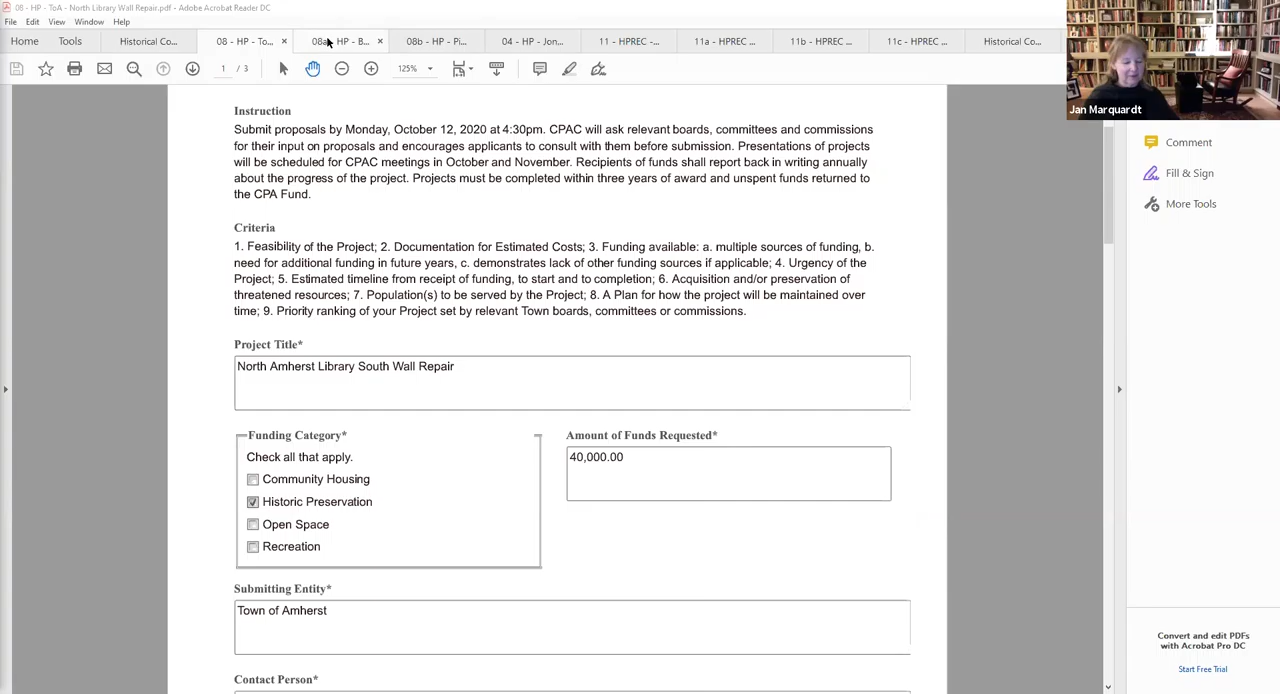 08 - HP - ToA - North Library Wall Repair.pdf - Adobe Acrobat Reader DC
File Edit View Window Help
Home Tools Historical Co... 08 - HP - To... × 08a - HP - B... × 08b - HP - Pi... 04 - HP - Jon... 11 - HPREC -... 11a - HPREC ... 11b - HPREC ... 11c - HPREC ... Historical Co...
1 / 3 125%
Jan Marquardt
Instruction
Submit proposals by Monday, October 12, 2020 at 4:30pm. CPAC will ask relevant boards, committees and commissions
for their input on proposals and encourages applicants to consult with them before submission. Presentations of projects
will be scheduled for CPAC meetings in October and November. Recipients of funds shall report back in writing annually
about the progress of the project. Projects must be completed within three years of award and unspent funds returned to
the CPA Fund.
Criteria
1. Feasibility of the Project; 2. Documentation for Estimated Costs; 3. Funding available: a. multiple sources of funding, b.
need for additional funding in future years, c. demonstrates lack of other funding sources if applicable; 4. Urgency of the
Project; 5. Estimated timeline from receipt of funding, to start and to completion; 6. Acquisition and/or preservation of
threatened resources; 7. Population(s) to be served by the Project; 8. A Plan for how the project will be maintained over
time; 9. Priority ranking of your Project set by relevant Town boards, committees or commissions.
Project Title*
North Amherst Library South Wall Repair
Funding Category*
Check all that apply.
Community Housing
Historic Preservation
Open Space
Recreation
Amount of Funds Requested*
40,000.00
Submitting Entity*
Town of Amherst
Contact Person*
Comment
Fill & Sign
More Tools
Convert and edit PDFs
with Acrobat Pro DC
Start Free Trial